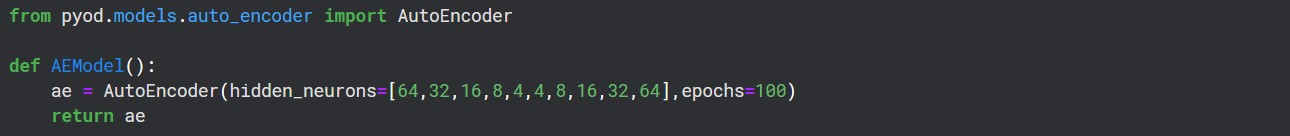 from pyod.models.auto_encoder import AutoEncoder
def AEModel():
    ae = AutoEncoder(hidden_neurons=[64,32,16,8,4,4,8,16,32,64],epochs=100)
    return ae